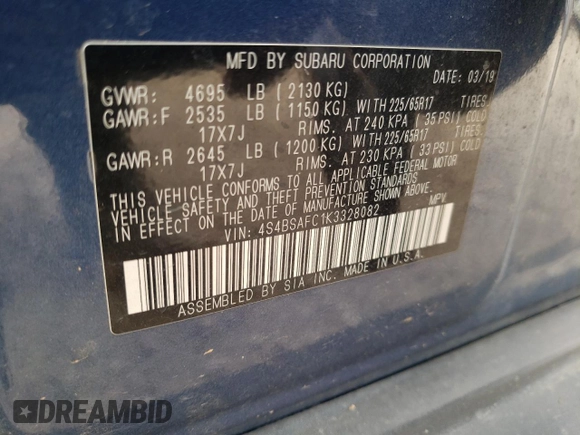 MFD BY SUBARU CORPORATION
DATE: 03/19
GVWR: 4695 LB (2130 KG)
GAWR:F 2535 LB (1150 KG) WITH 225/65R17 TIRES,
17X7J RIMS. AT 240 KPA (35 PSI) COLD
GAWR:R 2645 LB (1200 KG) WITH 225/65R17 TIRES,
17X7J RIMS. AT 230 KPA (33 PSI) COLD
THIS VEHICLE CONFORMS TO ALL APPLICABLE FEDERAL MOTOR
VEHICLE SAFETY AND THEFT PREVENTION STANDARDS
IN EFFECT ON THE DATE OF MANUFACTURE SHOWN ABOVE.
VIN: 4S4BSAFC1K3328082 MPV
ASSEMBLED BY SIA INC. MADE IN U.S.A.
DREAMBID